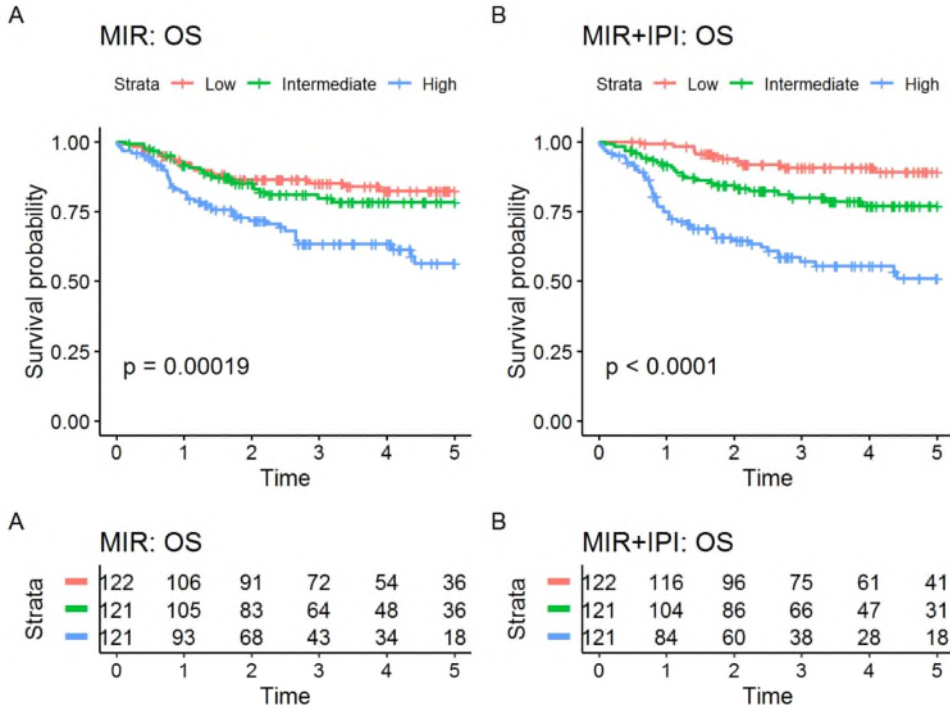 A
MIR: OS
Strata Low Intermediate High
Survival probability
1.00
0.75
0.50
0.25
0.00
p = 0.00019
0 1 2 3 4 5
Time
B
MIR+IPI: OS
Strata Low Intermediate High
Survival probability
1.00
0.75
0.50
0.25
0.00
p < 0.0001
0 1 2 3 4 5
Time
A
MIR: OS
Strata
122 106 91 72 54 36
121 105 83 64 48 36
121 93 68 43 34 18
0 1 2 3 4 5
Time
B
MIR+IPI: OS
Strata
122 116 96 75 61 41
121 104 86 66 47 31
121 84 60 38 28 18
0 1 2 3 4 5
Time